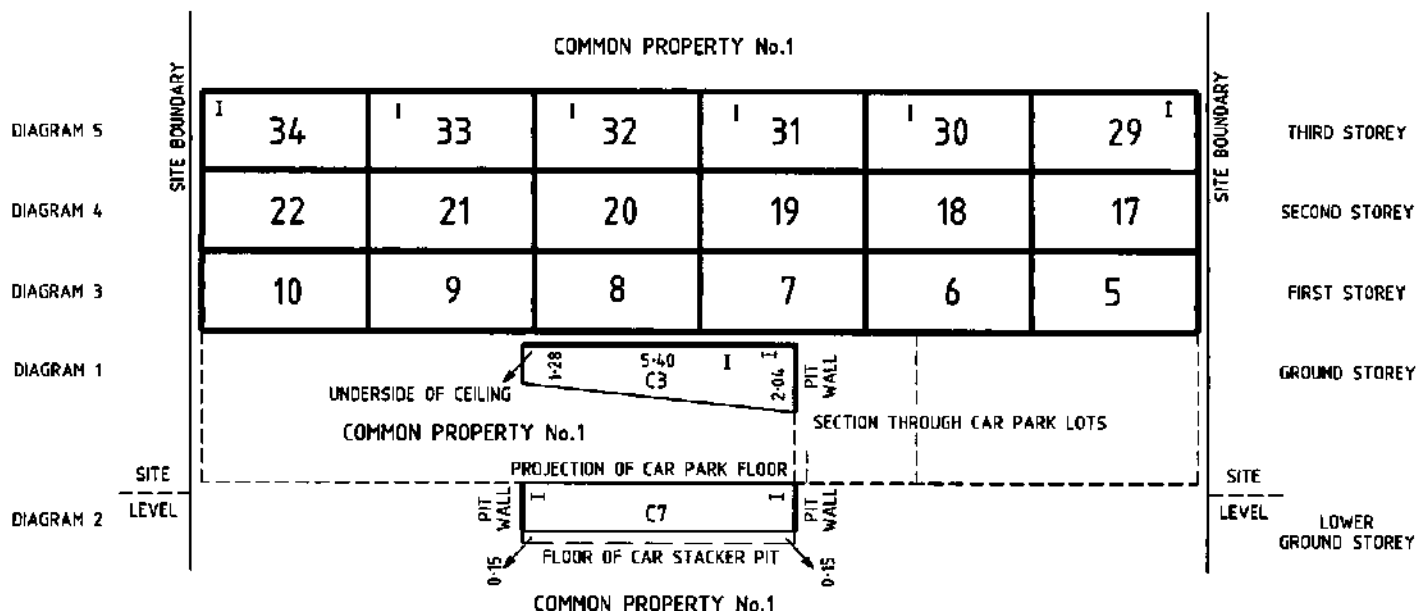 COMMON PROPERTY No.1
SITE BOUNDARY
SITE BOUNDARY
DIAGRAM 5
I 34 I 33 I 32 I 31 I 30 29 I
THIRD STOREY
DIAGRAM 4
22 21 20 19 18 17
SECOND STOREY
DIAGRAM 3
10 9 8 7 6 5
FIRST STOREY
DIAGRAM 1
1·28
5·40
I
I
C3
2·04
PIT
WALL
GROUND STOREY
UNDERSIDE OF CEILING
SECTION THROUGH CAR PARK LOTS
COMMON PROPERTY No.1
PROJECTION OF CAR PARK FLOOR
SITE
LEVEL
SITE
LEVEL
DIAGRAM 2
PIT
WALL
I
C7
I
PIT
WALL
LOWER
GROUND STOREY
0·15
FLOOR OF CAR STACKER PIT
0·15
COMMON PROPERTY No.1